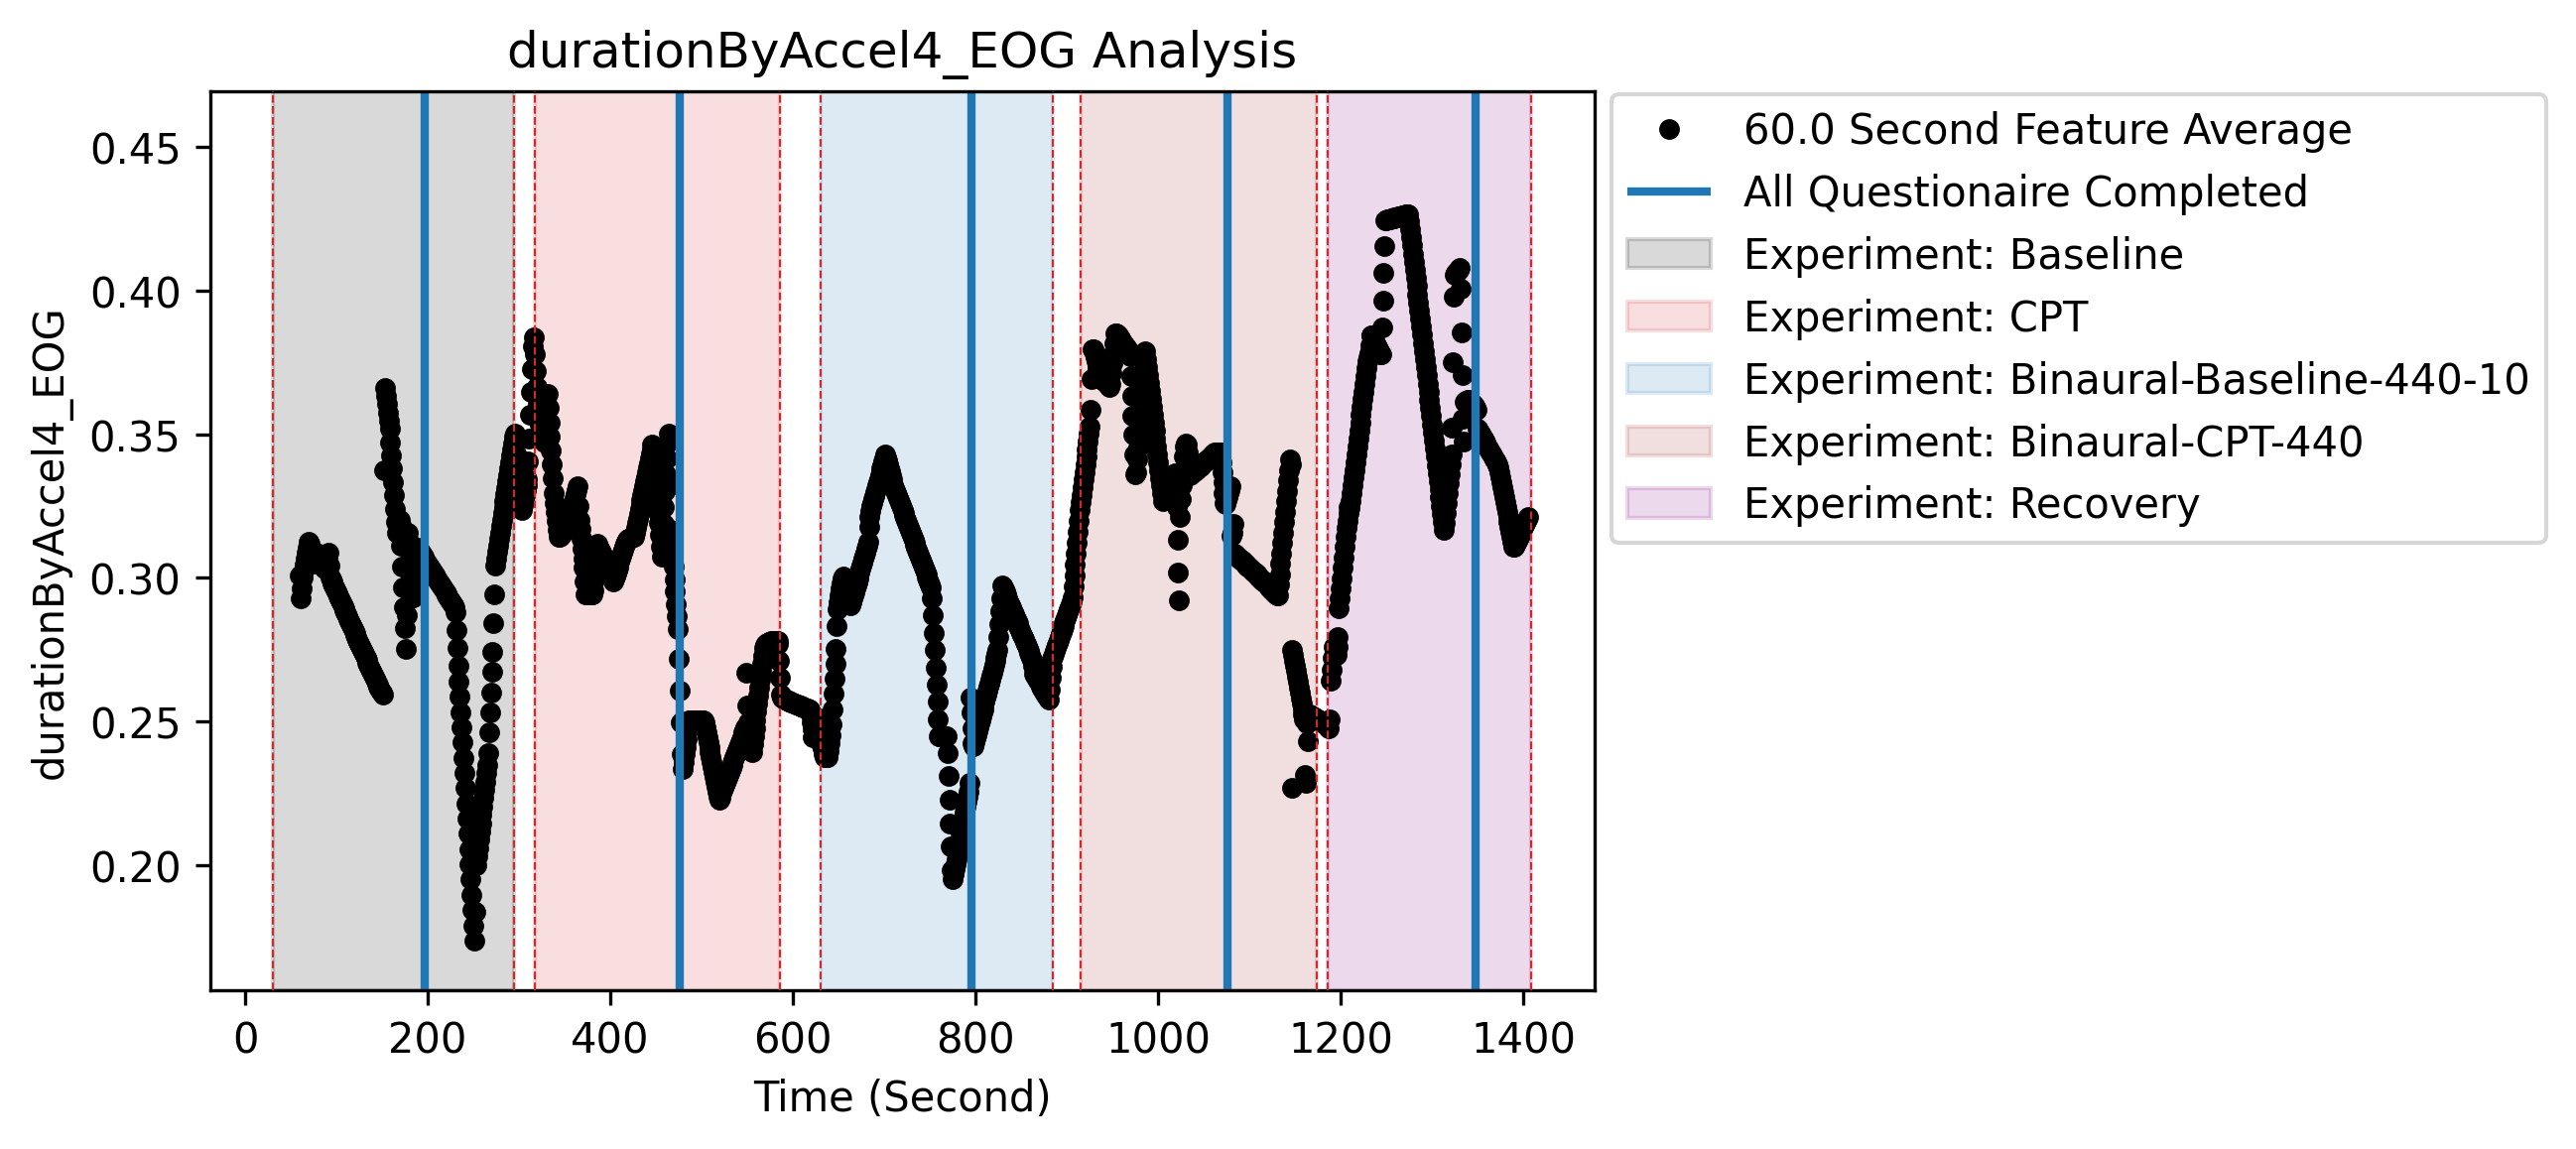 durationByAccel4_EOG Analysis
durationByAccel4_EOG
0.45
0.40
0.35
0.30
0.25
0.20
0
200
400
600
800
1000
1200
1400
Time (Second)
60.0 Second Feature Average
All Questionaire Completed
Experiment: Baseline
Experiment: CPT
Experiment: Binaural-Baseline-440-10
Experiment: Binaural-CPT-440
Experiment: Recovery